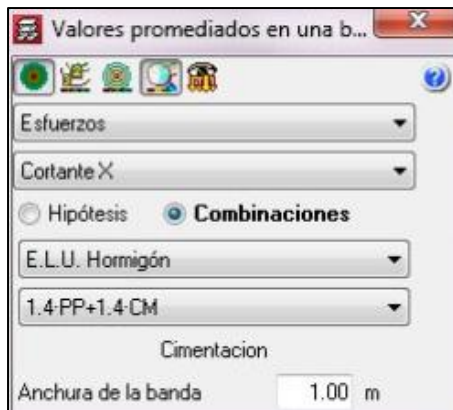 Valores promediados en una b...
Esfuerzos
Cortante X
Hipótesis Combinaciones
E.L.U. Hormigón
1.4·PP+1.4·CM
Cimentacion
Anchura de la banda 1.00 m